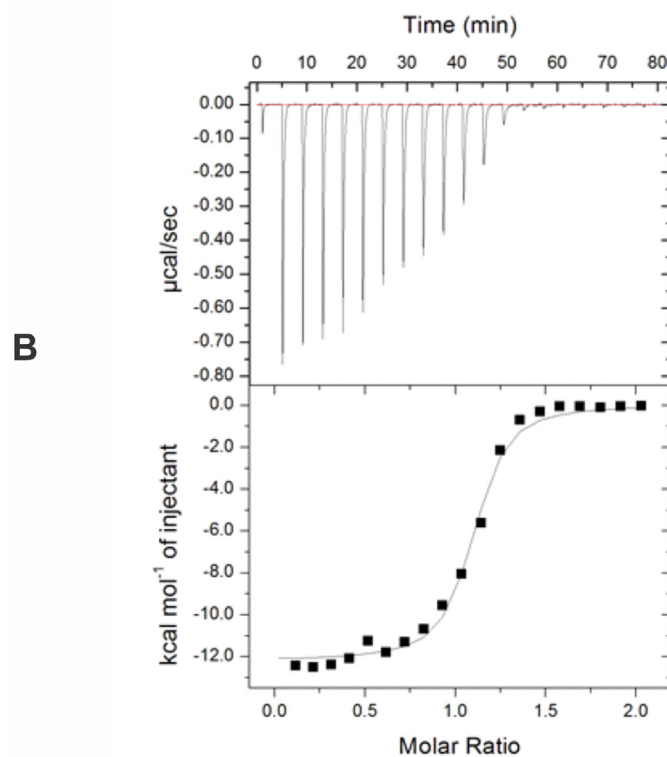 Time (min)
0 10 20 30 40 50 60 70 80
0.00
-0.10
-0.20
-0.30
-0.40
-0.50
-0.60
-0.70
-0.80
µcal/sec
B
0.0
-2.0
-4.0
-6.0
-8.0
-10.0
-12.0
kcal mol⁻¹ of injectant
0.0 0.5 1.0 1.5 2.0
Molar Ratio